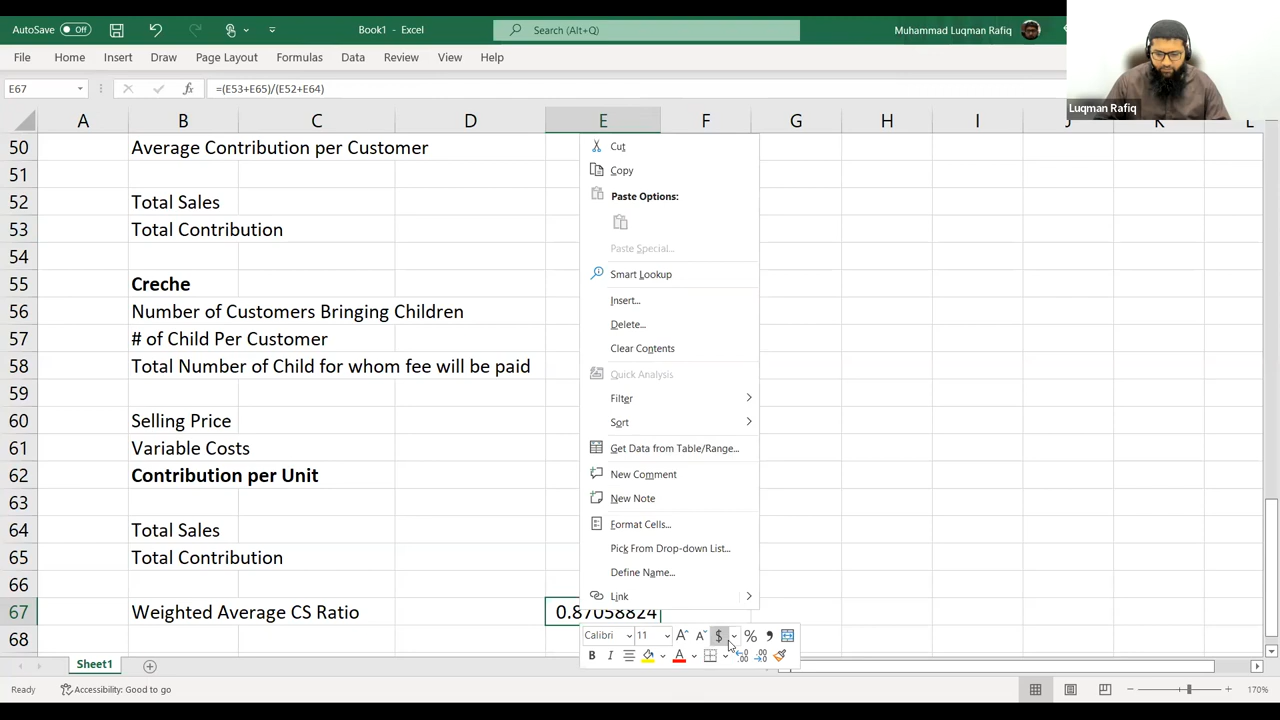 AutoSave Off Book1 - Excel Search (Alt+Q) Muhammad Luqman Rafiq
File Home Insert Draw Page Layout Formulas Data Review View Help
E67 fx =(E53+E65)/(E52+E64)
Luqman Rafiq
A B C D E F G H I J K L
50 Average Contribution per Customer
51
52 Total Sales
53 Total Contribution
54
55 Creche
56 Number of Customers Bringing Children
57 # of Child Per Customer
58 Total Number of Child for whom fee will be paid
59
60 Selling Price
61 Variable Costs
62 Contribution per Unit
63
64 Total Sales
65 Total Contribution
66
67 Weighted Average CS Ratio 0.87058824
68
Cut
Copy
Paste Options:
Paste Special...
Smart Lookup
Insert...
Delete...
Clear Contents
Quick Analysis
Filter
Sort
Get Data from Table/Range...
New Comment
New Note
Format Cells...
Pick From Drop-down List...
Define Name...
Link
Calibri 11 A A $ % ,
B I A .00 .00
Sheet1
Ready Accessibility: Good to go 170%